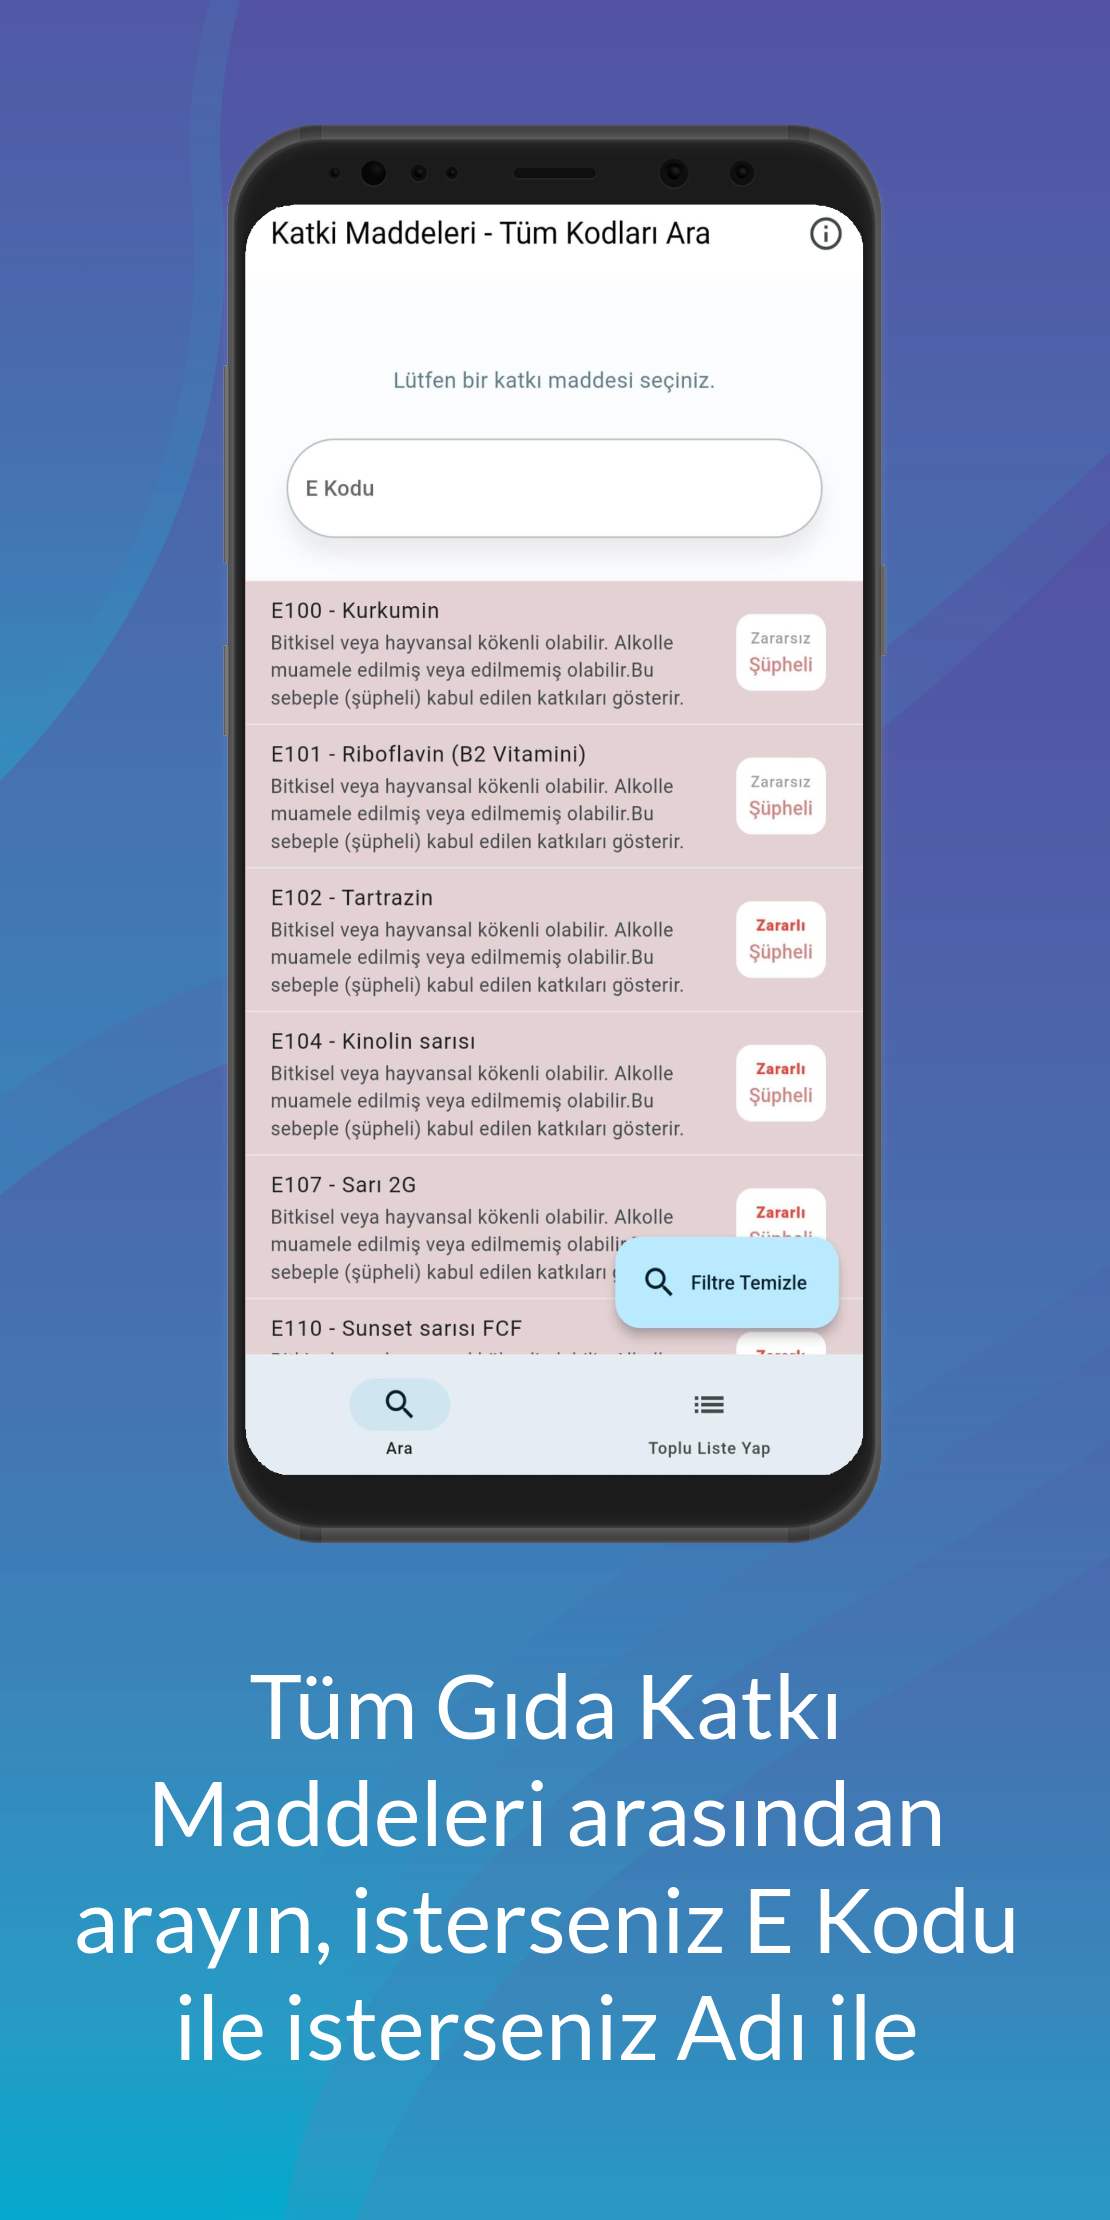 Katki Maddeleri - Tüm Kodları Ara
Lütfen bir katkı maddesi seçiniz.
E Kodu
E100 - Kurkumin
Bitkisel veya hayvansal kökenli olabilir. Alkolle
muamele edilmiş veya edilmemiş olabilir.Bu
sebeple (şüpheli) kabul edilen katkıları gösterir.
Zararsız
Şüpheli
E101 - Riboflavin (B2 Vitamini)
Bitkisel veya hayvansal kökenli olabilir. Alkolle
muamele edilmiş veya edilmemiş olabilir.Bu
sebeple (şüpheli) kabul edilen katkıları gösterir.
Zararsız
Şüpheli
E102 - Tartrazin
Bitkisel veya hayvansal kökenli olabilir. Alkolle
muamele edilmiş veya edilmemiş olabilir.Bu
sebeple (şüpheli) kabul edilen katkıları gösterir.
Zararlı
Şüpheli
E104 - Kinolin sarısı
Bitkisel veya hayvansal kökenli olabilir. Alkolle
muamele edilmiş veya edilmemiş olabilir.Bu
sebeple (şüpheli) kabul edilen katkıları gösterir.
Zararlı
Şüpheli
E107 - Sarı 2G
Bitkisel veya hayvansal kökenli olabilir. Alkolle
muamele edilmiş veya edilmemiş
sebeple (şüpheli) kabul edilen katkıları
Zararlı
Filtre Temizle
E110 - Sunset sarısı FCF
Ara
Toplu Liste Yap
Tüm Gıda Katkı
Maddeleri arasından
arayın, isterseniz E Kodu
ile isterseniz Adı ile